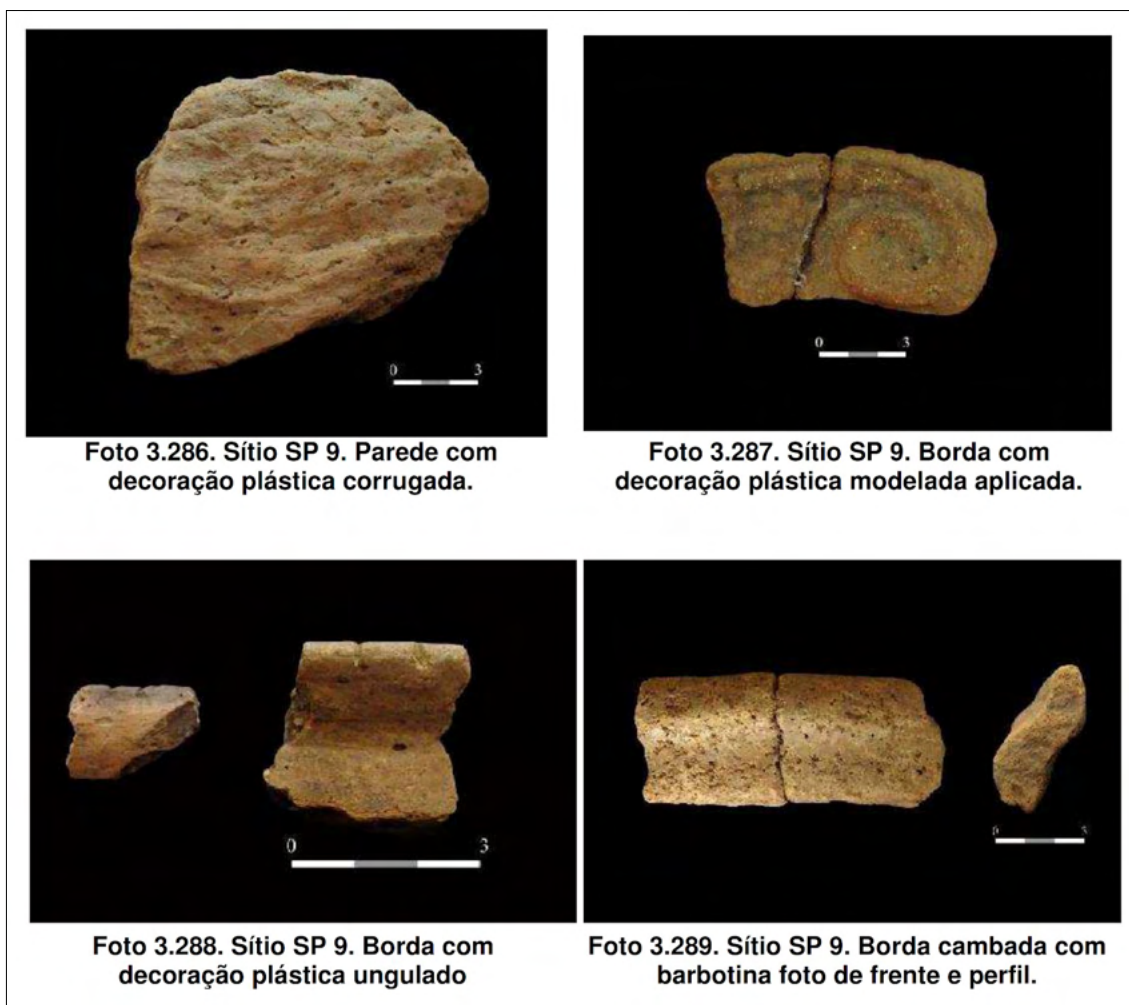 0 3
Foto 3.286. Sítio SP 9. Parede com
decoração plástica corrugada.
0 3
Foto 3.287. Sítio SP 9. Borda com
decoração plástica modelada aplicada.
0 3
Foto 3.288. Sítio SP 9. Borda com
decoração plástica ungulado
0 3
Foto 3.289. Sítio SP 9. Borda cambada com
barbotina foto de frente e perfil.